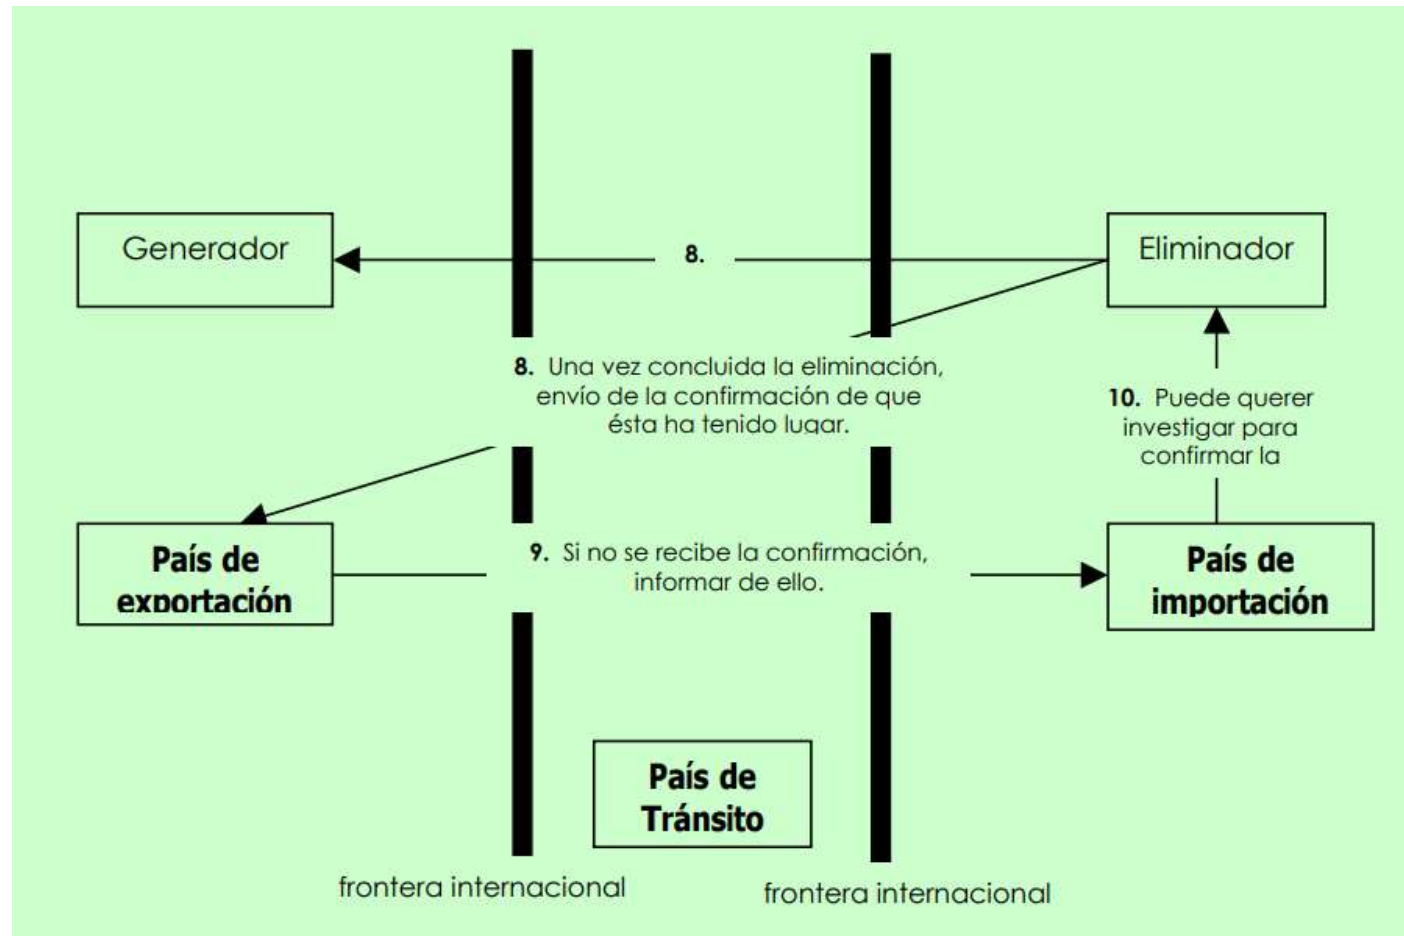 Generador
8.
Eliminador
8. Una vez concluida la eliminación,
envío de la confirmación de que
ésta ha tenido lugar.
10. Puede querer
investigar para
confirmar la
País de
exportación
9. Si no se recibe la confirmación,
informar de ello.
País de
importación
País de
Tránsito
frontera internacional
frontera internacional